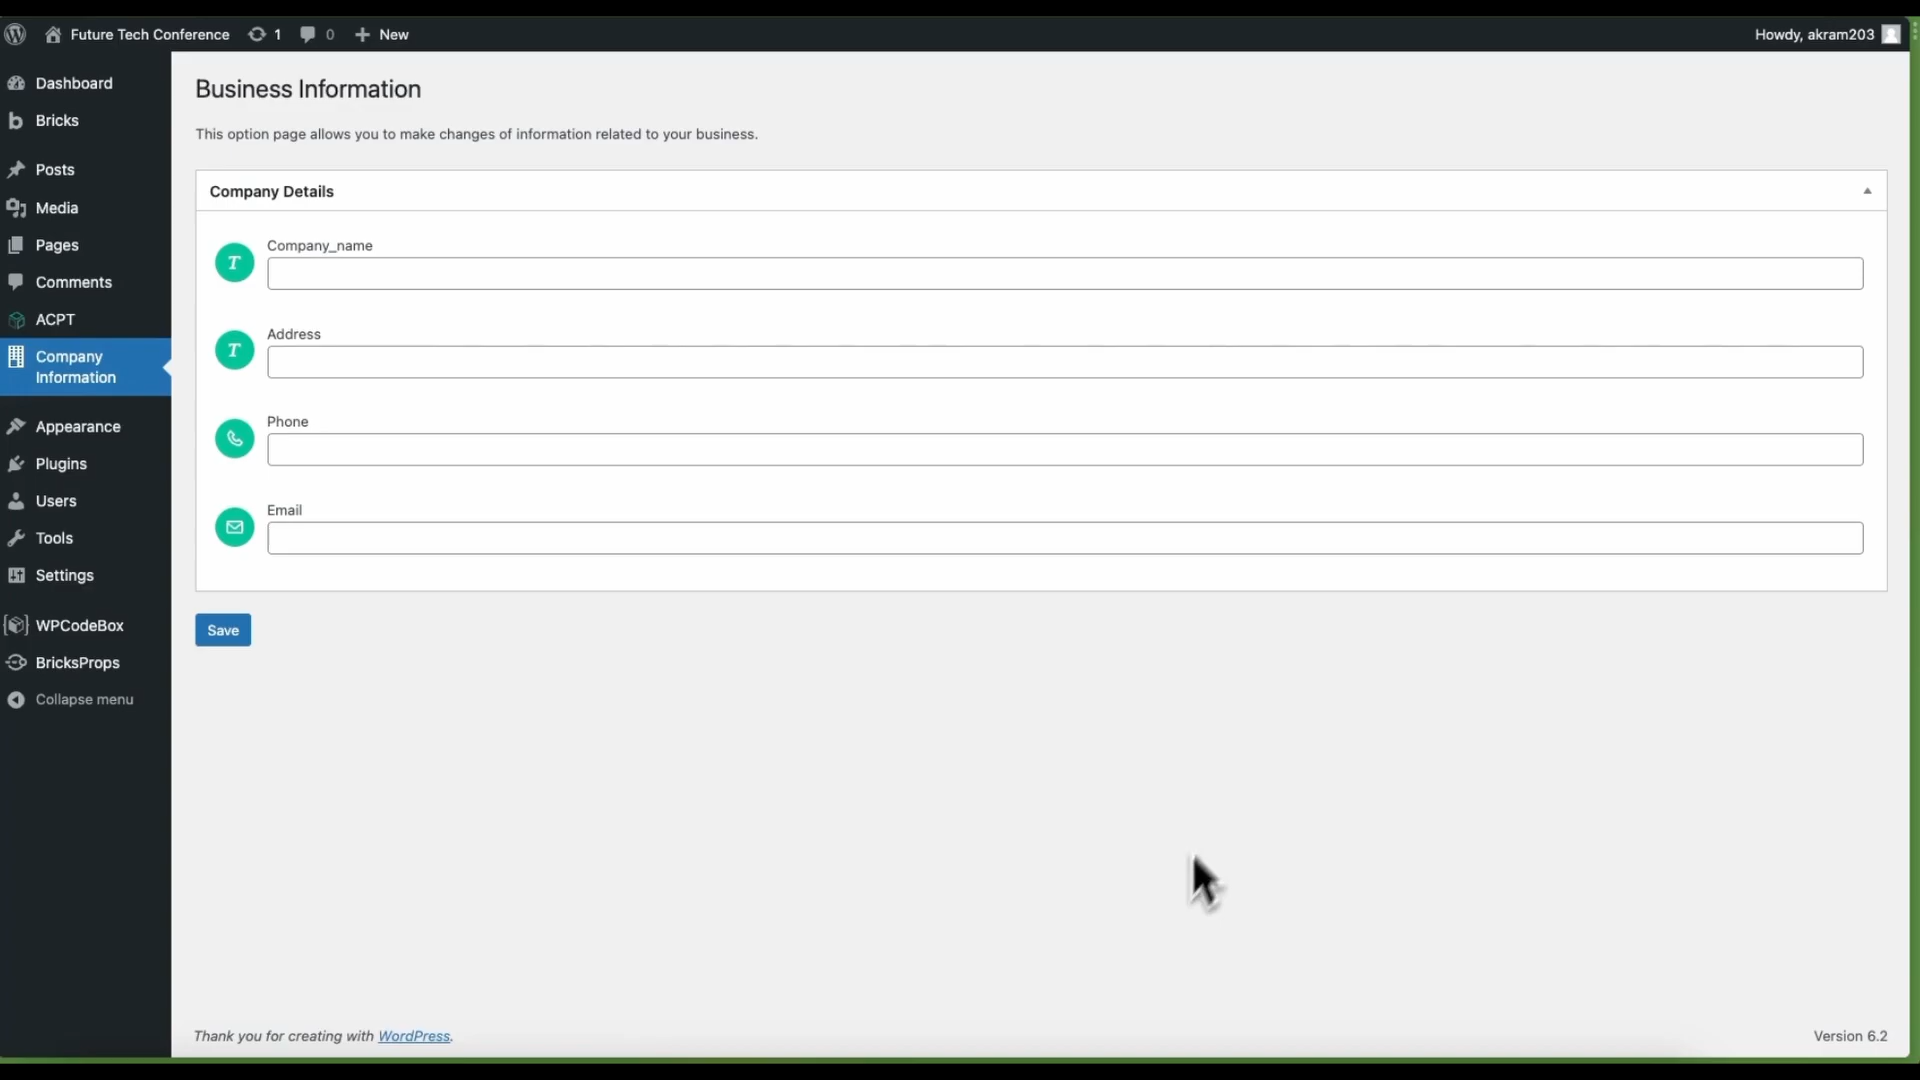 Future Tech Conference 1 0 New Howdy, akram203
Dashboard
Bricks
Posts
Media
Pages
Comments
ACPT
Company
Information
Appearance
Plugins
Users
Tools
Settings
WPCodeBox
BricksProps
Collapse menu
Business Information
This option page allows you to make changes of information related to your business.
Company Details
T Company_name
T Address
Phone
Email
Save
Thank you for creating with WordPress. Version 6.2